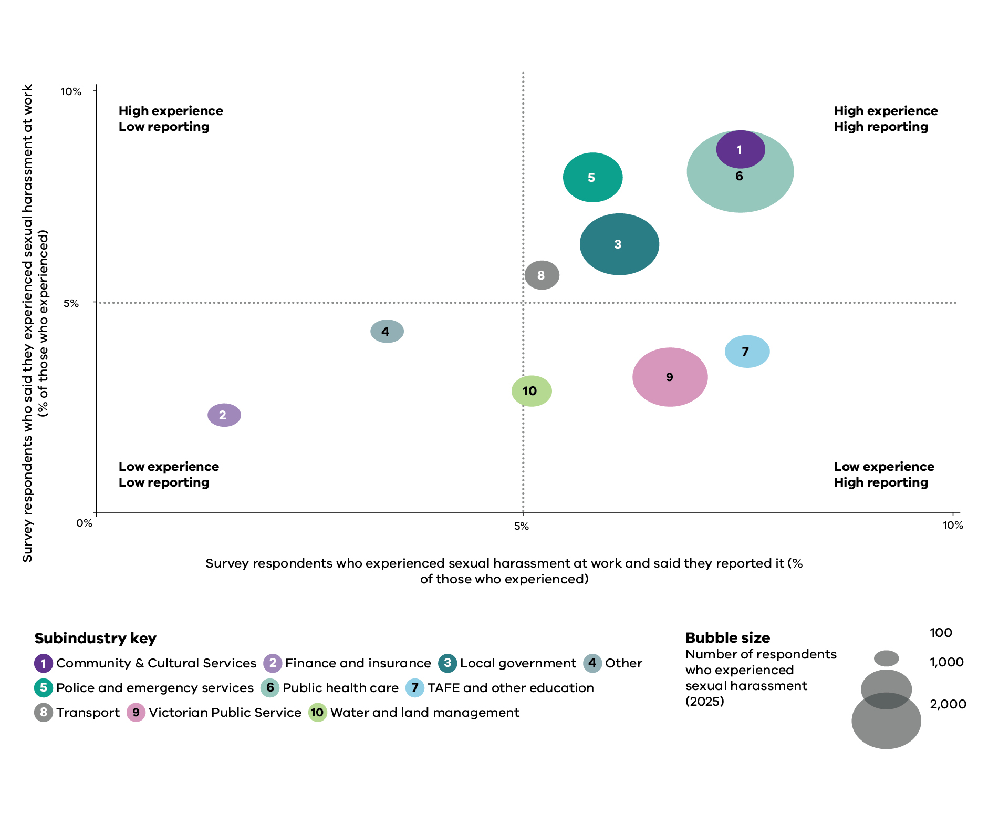 Survey respondents who said they experienced sexual harassment at work
(% of those who experienced)
10%
5%
0%
5%
10%
High experience
Low reporting
High experience
High reporting
1
6
5
3
8
4
7
9
10
2
Low experience
Low reporting
Low experience
High reporting
Survey respondents who experienced sexual harassment at work and said they reported it (%
of those who experienced)
Subindustry key
1 Community & Cultural Services 2 Finance and insurance 3 Local government 4 Other
5 Police and emergency services 6 Public health care 7 TAFE and other education
8 Transport 9 Victorian Public Service 10 Water and land management
Bubble size
Number of respondents
who experienced
sexual harassment
(2025)
100
1,000
2,000